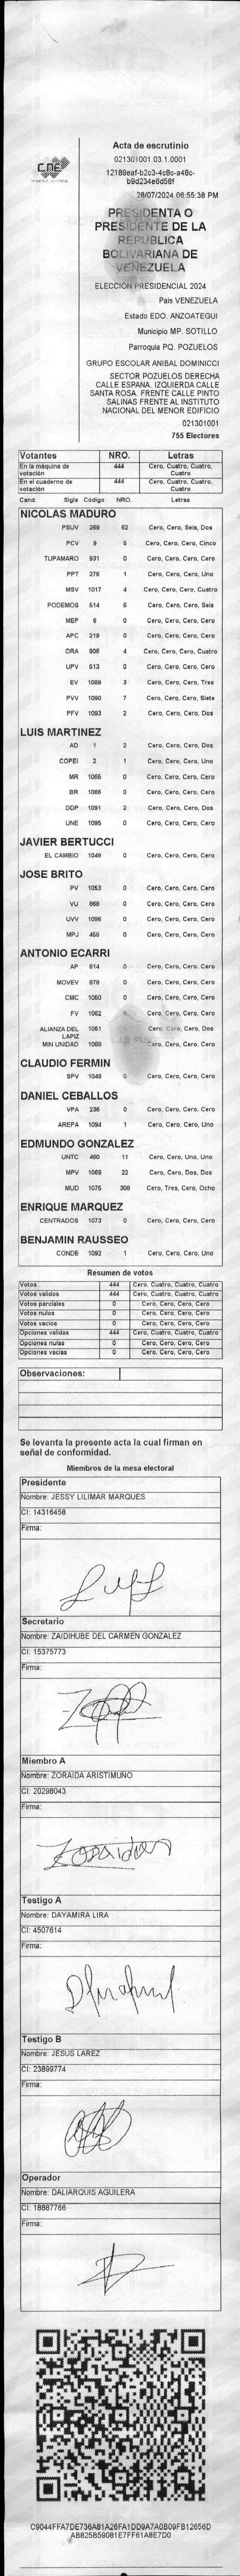 CNE
Acta de escrutinio
021301001.03.1.0001
12189eaf-b2c3-4c8c-a48c-
b9d234e6d58f
28/07/2024 06:55:38 PM
PRESIDENTA O
PRESIDENTE DE LA
REPUBLICA
BOLIVARIANA DE
VENEZUELA
ELECCION PRESIDENCIAL 2024
Pais VENEZUELA
Estado EDO. ANZOATEGUI
Municipio MP. SOTILLO
Parroquia PQ. POZUELOS
GRUPO ESCOLAR ANIBAL DOMINICCI
SECTOR POZUELOS DERECHA
CALLE ESPANA. IZQUIERDA CALLE
SANTA ROSA. FRENTE CALLE PINTO
SALINAS FRENTE AL INSTITUTO
NACIONAL DEL MENOR EDIFICIO
021301001
755 Electores
Votantes NRO. Letras
En la máquina de votación 444 Cero, Cuatro, Cuatro, Cuatro
En el cuaderno de votación 444 Cero, Cuatro, Cuatro, Cuatro
Cand. Sigla Código NRO. Letras
NICOLAS MADURO
PSUV 269 62 Cero, Cero, Seis, Dos
PCV 9 5 Cero, Cero, Cero, Cinco
TUPAMARO 931 0 Cero, Cero, Cero, Cero
PPT 276 1 Cero, Cero, Cero, Uno
MSV 1017 4 Cero, Cero, Cero, Cuatro
PODEMOS 514 6 Cero, Cero, Cero, Seis
MEP 6 0 Cero, Cero, Cero, Cero
APC 219 0 Cero, Cero, Cero, Cero
ORA 906 4 Cero, Cero, Cero, Cuatro
UPV 513 0 Cero, Cero, Cero, Cero
EV 1089 3 Cero, Cero, Cero, Tres
PVV 1090 7 Cero, Cero, Cero, Siete
PFV 1093 2 Cero, Cero, Cero, Dos
LUIS MARTINEZ
AD 1 2 Cero, Cero, Cero, Dos
COPEI 2 1 Cero, Cero, Cero, Uno
MR 1065 0 Cero, Cero, Cero, Cero
BR 1066 0 Cero, Cero, Cero, Cero
DDP 1091 2 Cero, Cero, Cero, Dos
UNE 1095 0 Cero, Cero, Cero, Cero
JAVIER BERTUCCI
EL CAMBIO 1048 0 Cero, Cero, Cero, Cero
JOSE BRITO
PV 1053 0 Cero, Cero, Cero, Cero
VU 868 0 Cero, Cero, Cero, Cero
UVV 1096 0 Cero, Cero, Cero, Cero
MPJ 458 0 Cero, Cero, Cero, Cero
ANTONIO ECARRI
AP 814 0 Cero, Cero, Cero, Cero
MOVEV 978 0 Cero, Cero, Cero, Cero
CMC 1050 0 Cero, Cero, Cero, Cero
FV 1052 0 Cero, Cero, Cero, Cero
ALIANZA DEL LAPIZ 1051 Cero, Cero, Cero, Dos
MIN UNIDAD 1068 Cero, Cero, Cero, Cero
CLAUDIO FERMIN
SPV 1049 0 Cero, Cero, Cero, Cero
DANIEL CEBALLOS
VPA 236 0 Cero, Cero, Cero, Cero
AREPA 1094 1 Cero, Cero, Cero, Uno
EDMUNDO GONZALEZ
UNTC 460 11 Cero, Cero, Uno, Uno
MPV 1069 22 Cero, Cero, Dos, Dos
MUD 1075 308 Cero, Tres, Cero, Ocho
ENRIQUE MARQUEZ
CENTRADOS 1073 0 Cero, Cero, Cero, Cero
BENJAMIN RAUSSEO
CONDE 1092 1 Cero, Cero, Cero, Uno
Resumen de votos
Votos 444 Cero, Cuatro, Cuatro, Cuatro
Votos validos 444 Cero, Cuatro, Cuatro, Cuatro
Votos parciales 0 Cero, Cero, Cero, Cero
Votos nulos 0 Cero, Cero, Cero, Cero
Votos vacios 0 Cero, Cero, Cero, Cero
Opciones validas 444 Cero, Cuatro, Cuatro, Cuatro
Opciones nulas 0 Cero, Cero, Cero, Cero
Opciones vacias 0 Cero, Cero, Cero, Cero
Observaciones:
Se levanta la presente acta la cual firman en
señal de conformidad.
Miembros de la mesa electoral
Presidente
Nombre: JESSY LILIMAR MARQUES
CI: 14316458
Firma:
Secretario
Nombre: ZAIDIHUBE DEL CARMEN GONZALEZ
CI: 15375773
Firma:
Miembro A
Nombre: ZORAIDA ARISTIMUÑO
CI: 20298043
Firma:
Zoraida
Testigo A
Nombre: DAYAMIRA LIRA
CI: 4507614
Firma:
Testigo B
Nombre: JESUS LAREZ
CI: 23899774
Firma:
Operador
Nombre: DALIARQUIS AGUILERA
CI: 18887766
Firma:
C9044FFA7DE736A81A26FA1DD9A7A0B09FB12656D
AB825B59081E7FF61A8E7D0